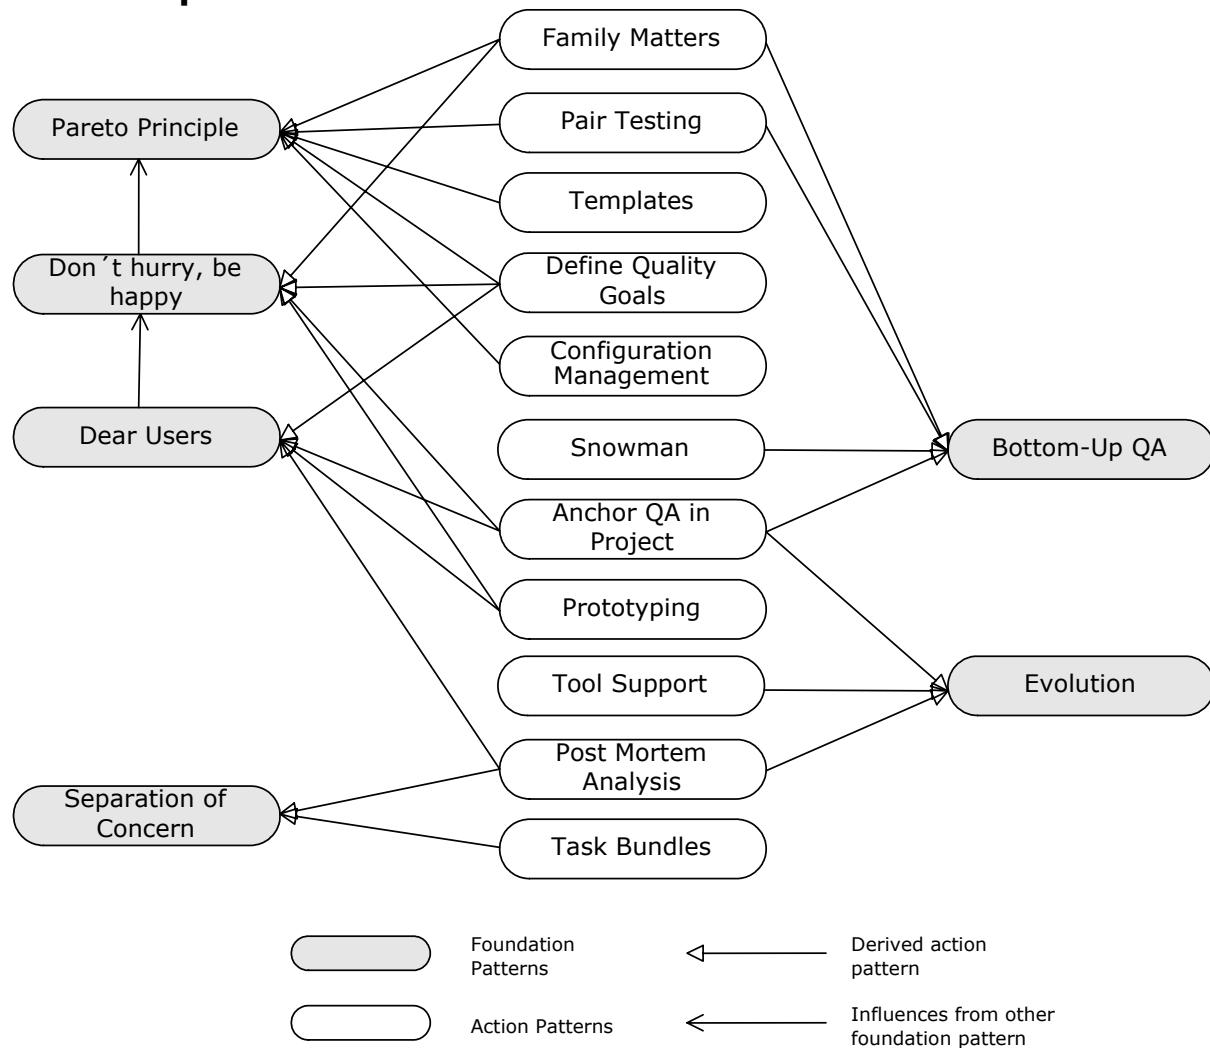 Family Matters
Pair Testing
Pareto Principle
Templates
Don´t hurry, be
happy
Define Quality
Goals
Configuration
Management
Dear Users
Snowman
Bottom-Up QA
Anchor QA in
Project
Prototyping
Tool Support
Evolution
Post Mortem
Analysis
Separation of
Concern
Task Bundles
Foundation
Patterns
Derived action
pattern
Action Patterns
Influences from other
foundation pattern